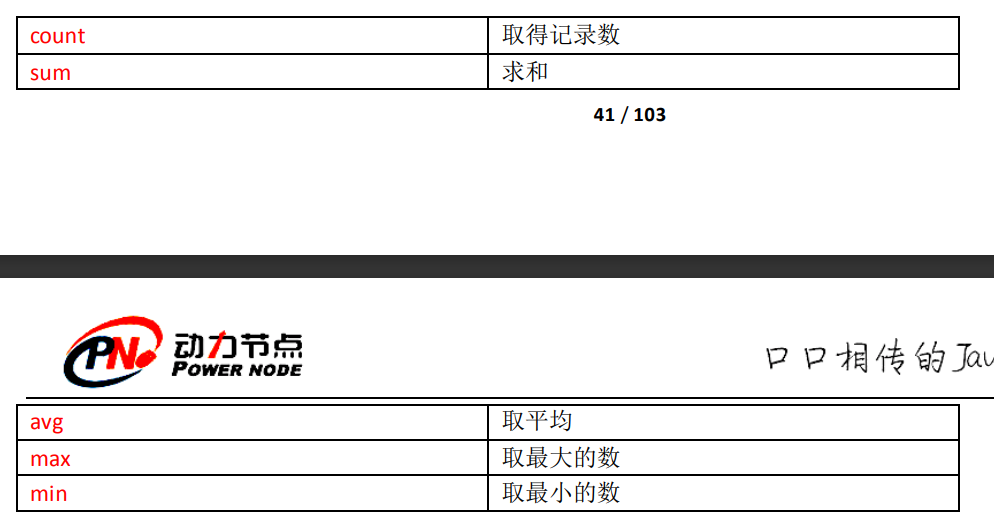 count 取得记录数
sum 求和
41 / 103
PN 动力节点
POWER NODE
口口相传的Jav
avg 取平均
max 取最大的数
min 取最小的数